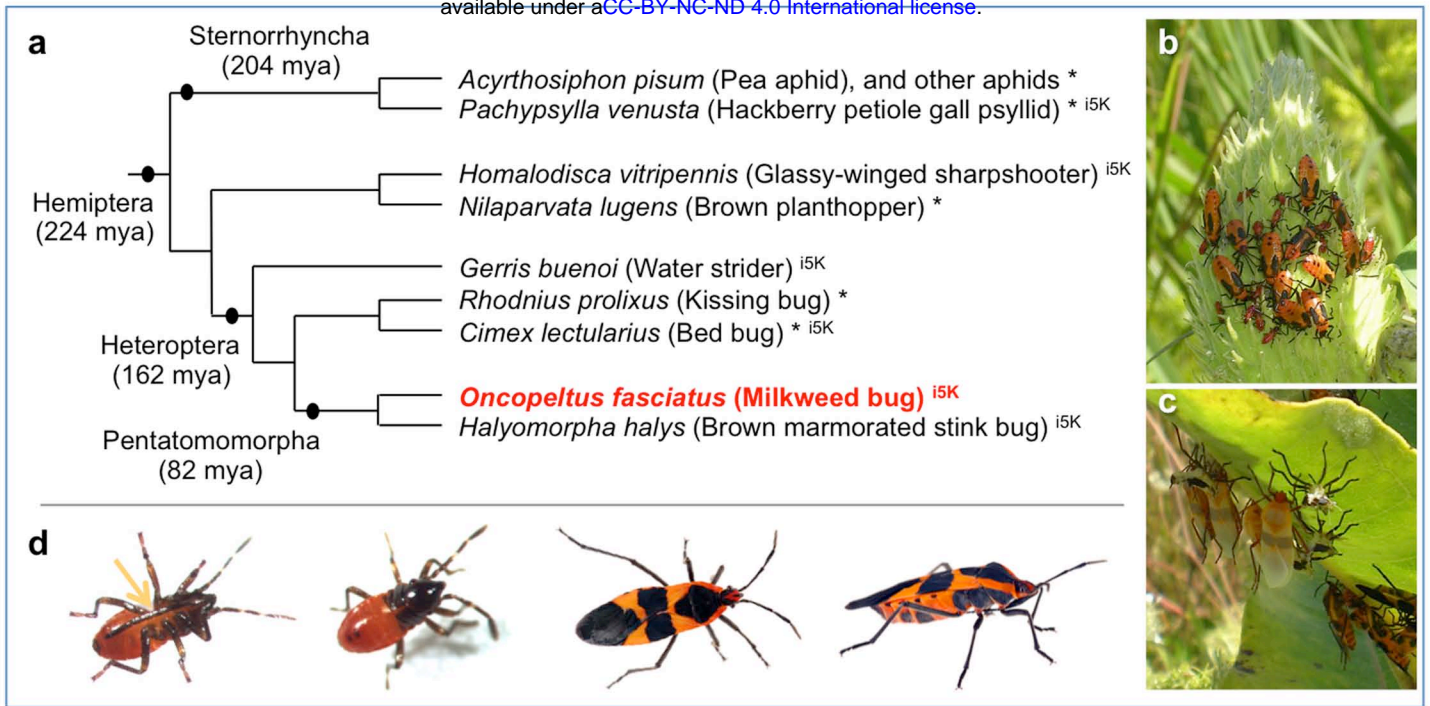 available under aCC-BY-NC-ND 4.0 International license.
a
Sternorrhyncha
(204 mya)
Acyrthosiphon pisum (Pea aphid), and other aphids *
Pachypsylla venusta (Hackberry petiole gall psyllid) * i5K
Homalodisca vitripennis (Glassy-winged sharpshooter) i5K
Nilaparvata lugens (Brown planthopper) *
Hemiptera
(224 mya)
Gerris buenoi (Water strider) i5K
Rhodnius prolixus (Kissing bug) *
Cimex lectularius (Bed bug) * i5K
Heteroptera
(162 mya)
Oncopeltus fasciatus (Milkweed bug) i5K
Halyomorpha halys (Brown marmorated stink bug) i5K
Pentatomomorpha
(82 mya)
b
c
d